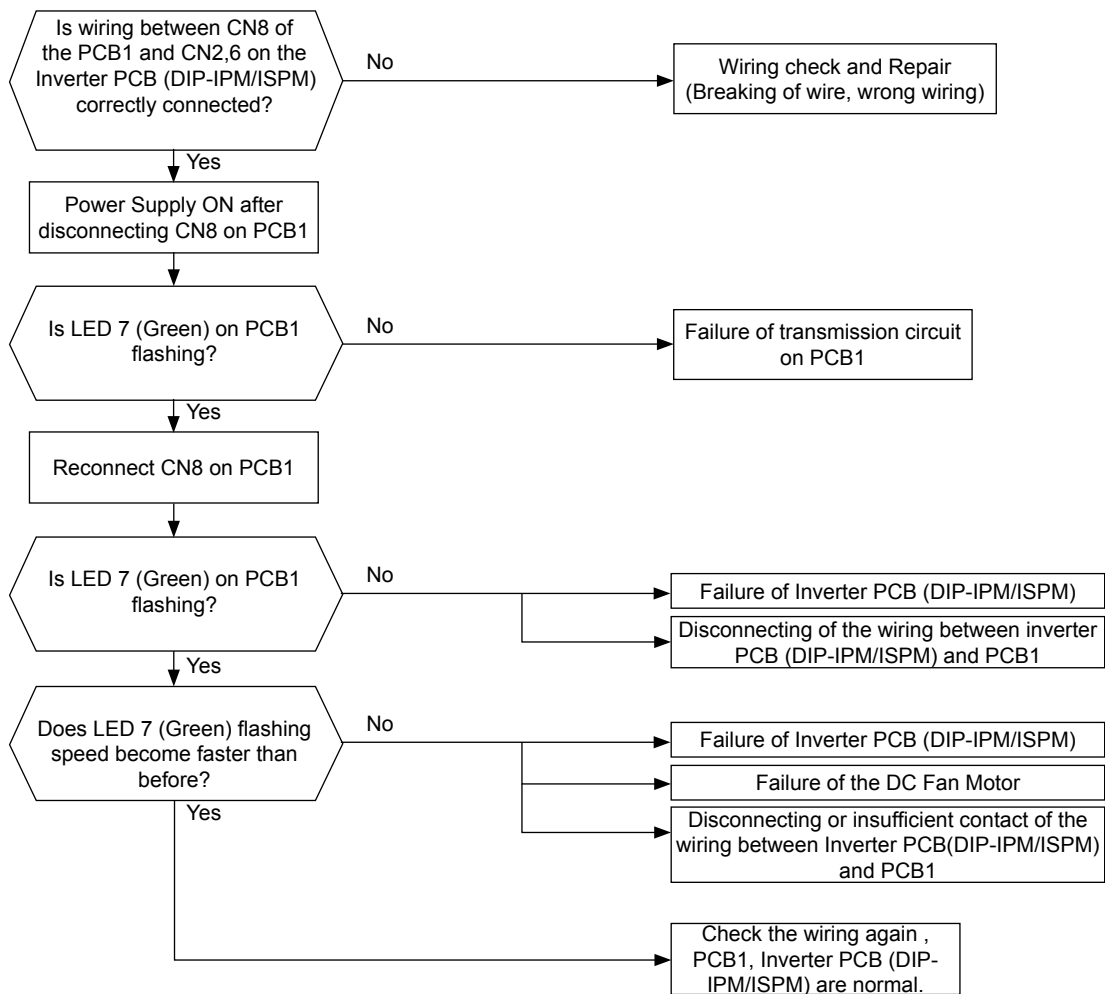 Is wiring between CN8 of
the PCB1 and CN2,6 on the
Inverter PCB (DIP-IPM/ISPM)
correctly connected?
No
Wiring check and Repair
(Breaking of wire, wrong wiring)
Yes
Power Supply ON after
disconnecting CN8 on PCB1
Is LED 7 (Green) on PCB1
flashing?
No
Failure of transmission circuit
on PCB1
Yes
Reconnect CN8 on PCB1
Is LED 7 (Green) on PCB1
flashing?
No
Failure of Inverter PCB (DIP-IPM/ISPM)
Disconnecting of the wiring between inverter
PCB (DIP-IPM/ISPM) and PCB1
Yes
Does LED 7 (Green) flashing
speed become faster than
before?
No
Failure of Inverter PCB (DIP-IPM/ISPM)
Failure of the DC Fan Motor
Disconnecting or insufficient contact of the
wiring between Inverter PCB(DIP-IPM/ISPM)
and PCB1
Yes
Check the wiring again ,
PCB1, Inverter PCB (DIP-
IPM/ISPM) are normal.